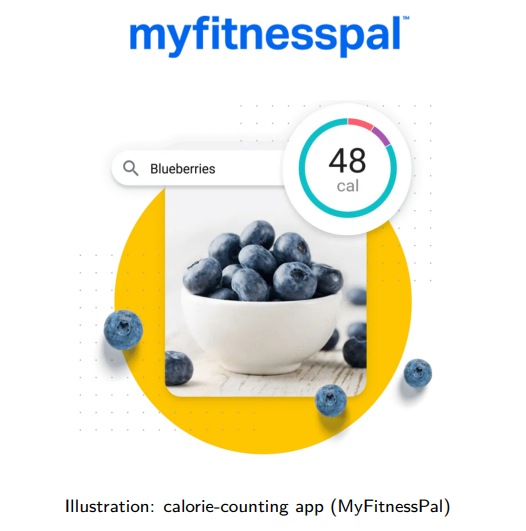 myfitnesspal™
Blueberries
48
cal
Illustration: calorie-counting app (MyFitnessPal)